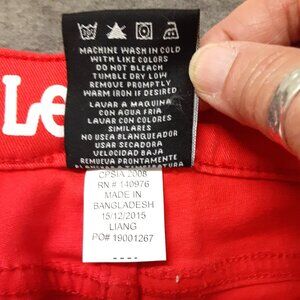 Le
MACHINE WASH IN COLD
WITH LIKE COLORS
DO NOT BLEACH
TUMBLE DRY LOW
REMOVE PROMPTLY
WARM IRON IF DESIRED
LAVAR A MAQUINA
CON AGUA FRIA
LAVAR CON COLORES
SIMILARES
NO USEA BLANQUEADOR
USAR SECADORA
VELOCIDAD BAJA
REMUEVA PRONTAMENTE
CPSIA 2008
RN # 140976
MADE IN
BANGLADESH
15/12/2015
LIANG
PO# 19001267